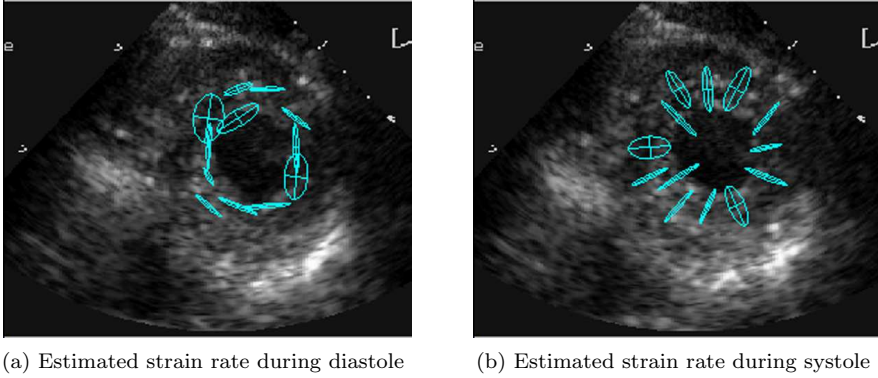 (a) Estimated strain rate during diastole
(b) Estimated strain rate during systole